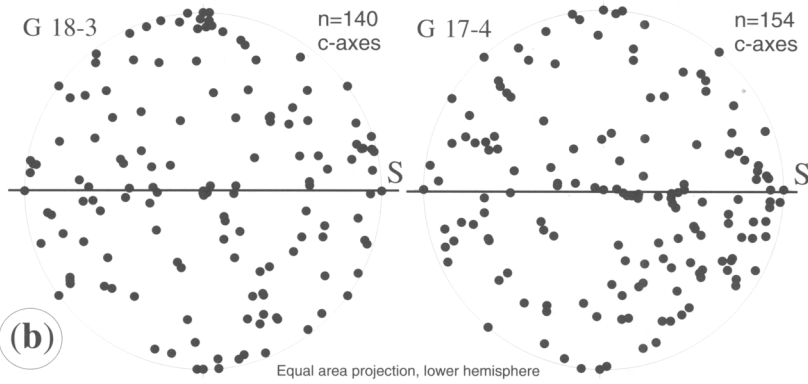 G 18-3
n=140
c-axes
S
G 17-4
n=154
c-axes
S
(b)
Equal area projection, lower hemisphere